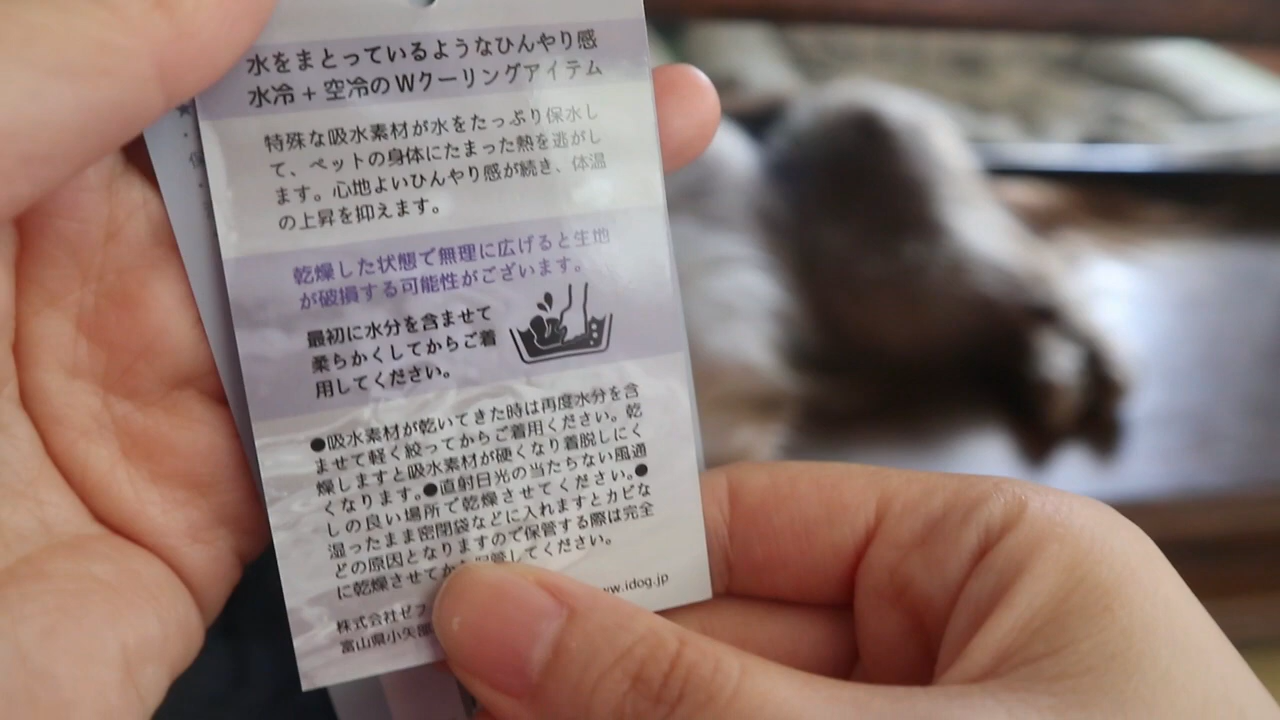 水をまとっているようなひんやり感
水冷＋空冷のWクーリングアイテム
特殊な吸水素材が水をたっぷり保水し
て、ペットの身体にたまった熱を逃がし
ます。心地よいひんやり感が続き、体温
の上昇を抑えます。
乾燥した状態で無理に広げると生地
が破損する可能性がございます。
最初に水分を含ませて
柔らかくしてからご着
用してください。
●吸水素材が乾いてきた時は再度水分を含
ませて軽く絞ってからご着用ください。乾
燥しますと吸水素材が硬くなり着脱しにく
くなります。●直射日光の当たらない風通
しの良い場所で乾燥させてください。●
湿ったまま密閉袋などに入れますとカビな
どの原因となりますので保管する際は完全
に乾燥させてから保管してください。
株式会社ゼフ
ww.idog.jp
富山県小矢部